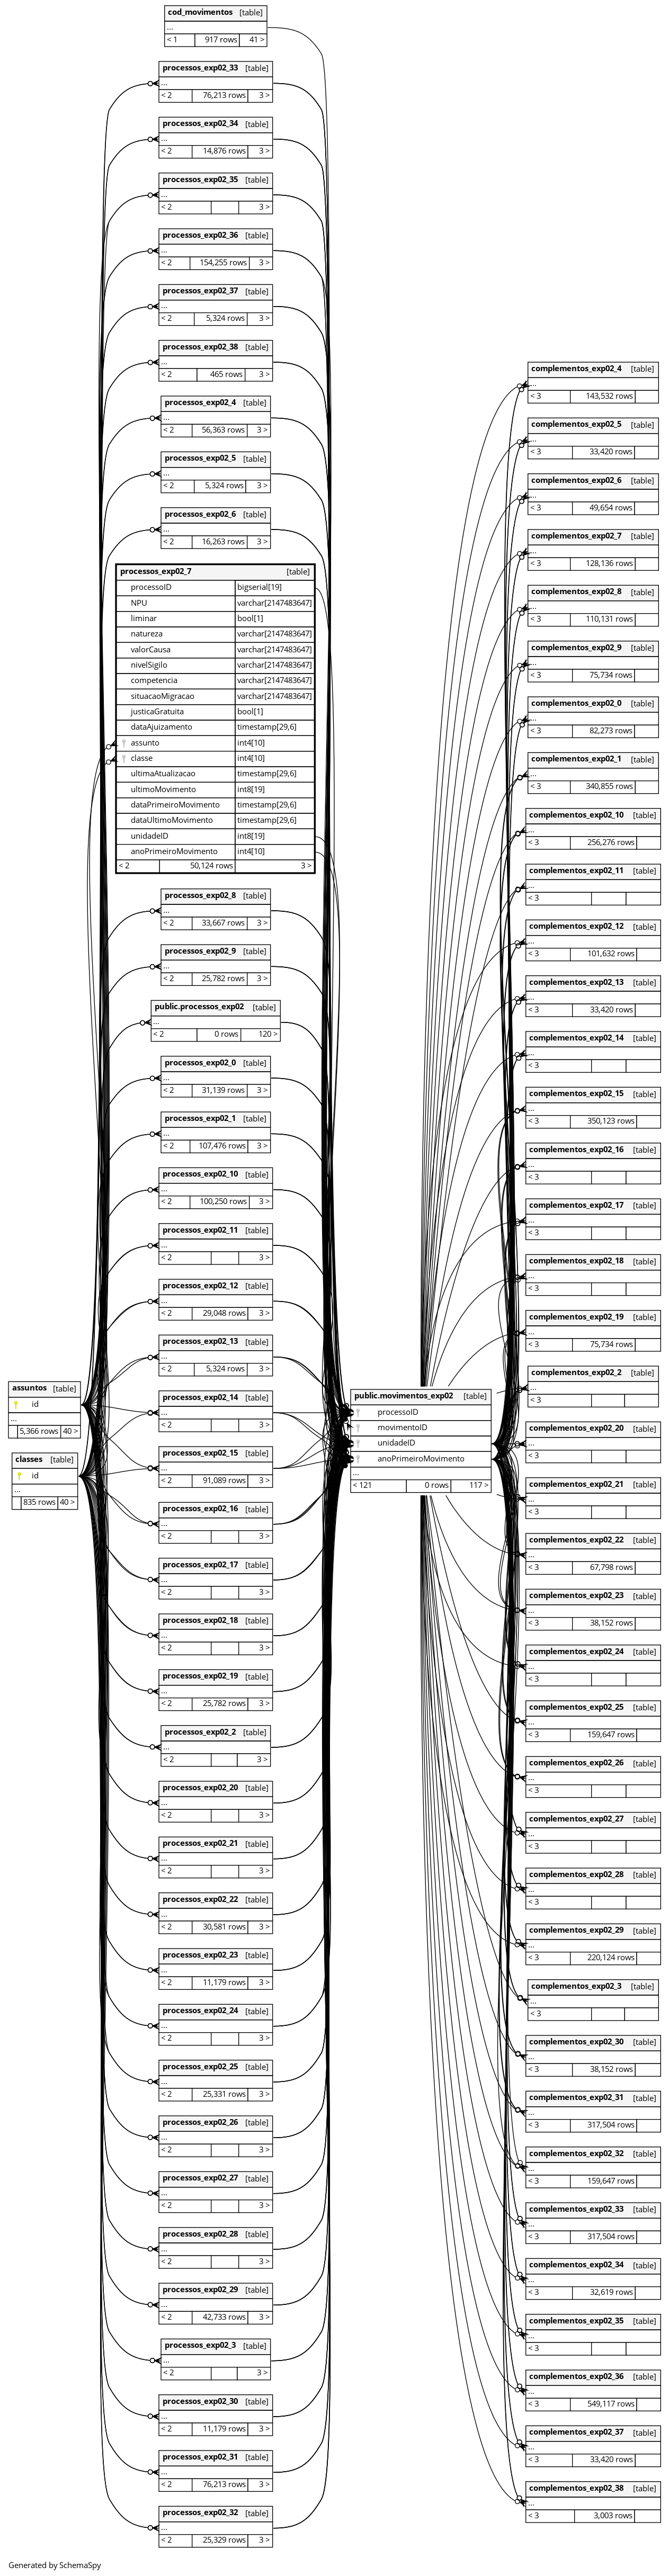 cod_movimentos [table]
...
< 1 917 rows 41 >
processos_exp02_33 [table]
...
< 2 76,213 rows 3 >
processos_exp02_34 [table]
...
< 2 14,876 rows 3 >
processos_exp02_35 [table]
...
< 2 3 >
processos_exp02_36 [table]
...
< 2 154,255 rows 3 >
processos_exp02_37 [table]
...
< 2 5,324 rows 3 >
processos_exp02_38 [table]
...
< 2 465 rows 3 >
processos_exp02_4 [table]
...
< 2 56,363 rows 3 >
processos_exp02_5 [table]
...
< 2 5,324 rows 3 >
processos_exp02_6 [table]
...
< 2 16,263 rows 3 >
processos_exp02_7 [table]
processoID bigserial[19]
NPU varchar[2147483647]
liminar bool[1]
natureza varchar[2147483647]
valorCausa varchar[2147483647]
nivelSigilo varchar[2147483647]
competencia varchar[2147483647]
situacaoMigracao varchar[2147483647]
justicaGratuita bool[1]
dataAjuizamento timestamp[29,6]
assunto int4[10]
classe int4[10]
ultimaAtualizacao timestamp[29,6]
ultimoMovimento int8[19]
dataPrimeiroMovimento timestamp[29,6]
dataUltimoMovimento timestamp[29,6]
unidadeID int8[19]
anoPrimeiroMovimento int4[10]
< 2 50,124 rows 3 >
processos_exp02_8 [table]
...
< 2 33,667 rows 3 >
processos_exp02_9 [table]
...
< 2 25,782 rows 3 >
public.processos_exp02 [table]
...
< 2 0 rows 120 >
processos_exp02_0 [table]
...
< 2 31,139 rows 3 >
processos_exp02_1 [table]
...
< 2 107,476 rows 3 >
processos_exp02_10 [table]
...
< 2 100,250 rows 3 >
processos_exp02_11 [table]
...
< 2 3 >
processos_exp02_12 [table]
...
< 2 29,048 rows 3 >
processos_exp02_13 [table]
...
< 2 5,324 rows 3 >
processos_exp02_14 [table]
...
< 2 3 >
processos_exp02_15 [table]
...
< 2 91,089 rows 3 >
processos_exp02_16 [table]
...
< 2 3 >
processos_exp02_17 [table]
...
< 2 3 >
processos_exp02_18 [table]
...
< 2 3 >
processos_exp02_19 [table]
...
< 2 25,782 rows 3 >
processos_exp02_2 [table]
...
< 2 3 >
processos_exp02_20 [table]
...
< 2 3 >
processos_exp02_21 [table]
...
< 2 3 >
processos_exp02_22 [table]
...
< 2 30,581 rows 3 >
processos_exp02_23 [table]
...
< 2 11,179 rows 3 >
processos_exp02_24 [table]
...
< 2 3 >
processos_exp02_25 [table]
...
< 2 25,331 rows 3 >
processos_exp02_26 [table]
...
< 2 3 >
processos_exp02_27 [table]
...
< 2 3 >
processos_exp02_28 [table]
...
< 2 3 >
processos_exp02_29 [table]
...
< 2 42,733 rows 3 >
processos_exp02_3 [table]
...
< 2 3 >
processos_exp02_30 [table]
...
< 2 11,179 rows 3 >
processos_exp02_31 [table]
...
< 2 76,213 rows 3 >
processos_exp02_32 [table]
...
< 2 25,329 rows 3 >
assuntos [table]
id
...
5,366 rows 40 >
classes [table]
id
...
835 rows 40 >
public.movimentos_exp02 [table]
processoID
movimentoID
unidadeID
anoPrimeiroMovimento
...
< 121 0 rows 117 >
complementos_exp02_4 [table]
...
< 3 143,532 rows
complementos_exp02_5 [table]
...
< 3 33,420 rows
complementos_exp02_6 [table]
...
< 3 49,654 rows
complementos_exp02_7 [table]
...
< 3 128,136 rows
complementos_exp02_8 [table]
...
< 3 110,131 rows
complementos_exp02_9 [table]
...
< 3 75,734 rows
complementos_exp02_0 [table]
...
< 3 82,273 rows
complementos_exp02_1 [table]
...
< 3 340,855 rows
complementos_exp02_10 [table]
...
< 3 256,276 rows
complementos_exp02_11 [table]
...
< 3
complementos_exp02_12 [table]
...
< 3 101,632 rows
complementos_exp02_13 [table]
...
< 3 33,420 rows
complementos_exp02_14 [table]
...
< 3
complementos_exp02_15 [table]
...
< 3 350,123 rows
complementos_exp02_16 [table]
...
< 3
complementos_exp02_17 [table]
...
< 3
complementos_exp02_18 [table]
...
< 3
complementos_exp02_19 [table]
...
< 3 75,734 rows
complementos_exp02_2 [table]
...
< 3
complementos_exp02_20 [table]
...
< 3
complementos_exp02_21 [table]
...
< 3
complementos_exp02_22 [table]
...
< 3 67,798 rows
complementos_exp02_23 [table]
...
< 3 38,152 rows
complementos_exp02_24 [table]
...
< 3
complementos_exp02_25 [table]
...
< 3 159,647 rows
complementos_exp02_26 [table]
...
< 3
complementos_exp02_27 [table]
...
< 3
complementos_exp02_28 [table]
...
< 3
complementos_exp02_29 [table]
...
< 3 220,124 rows
complementos_exp02_3 [table]
...
< 3
complementos_exp02_30 [table]
...
< 3 38,152 rows
complementos_exp02_31 [table]
...
< 3 317,504 rows
complementos_exp02_32 [table]
...
< 3 159,647 rows
complementos_exp02_33 [table]
...
< 3 317,504 rows
complementos_exp02_34 [table]
...
< 3 32,619 rows
complementos_exp02_35 [table]
...
< 3
complementos_exp02_36 [table]
...
< 3 549,117 rows
complementos_exp02_37 [table]
...
< 3 33,420 rows
complementos_exp02_38 [table]
...
< 3 3,003 rows
Generated by SchemaSpy